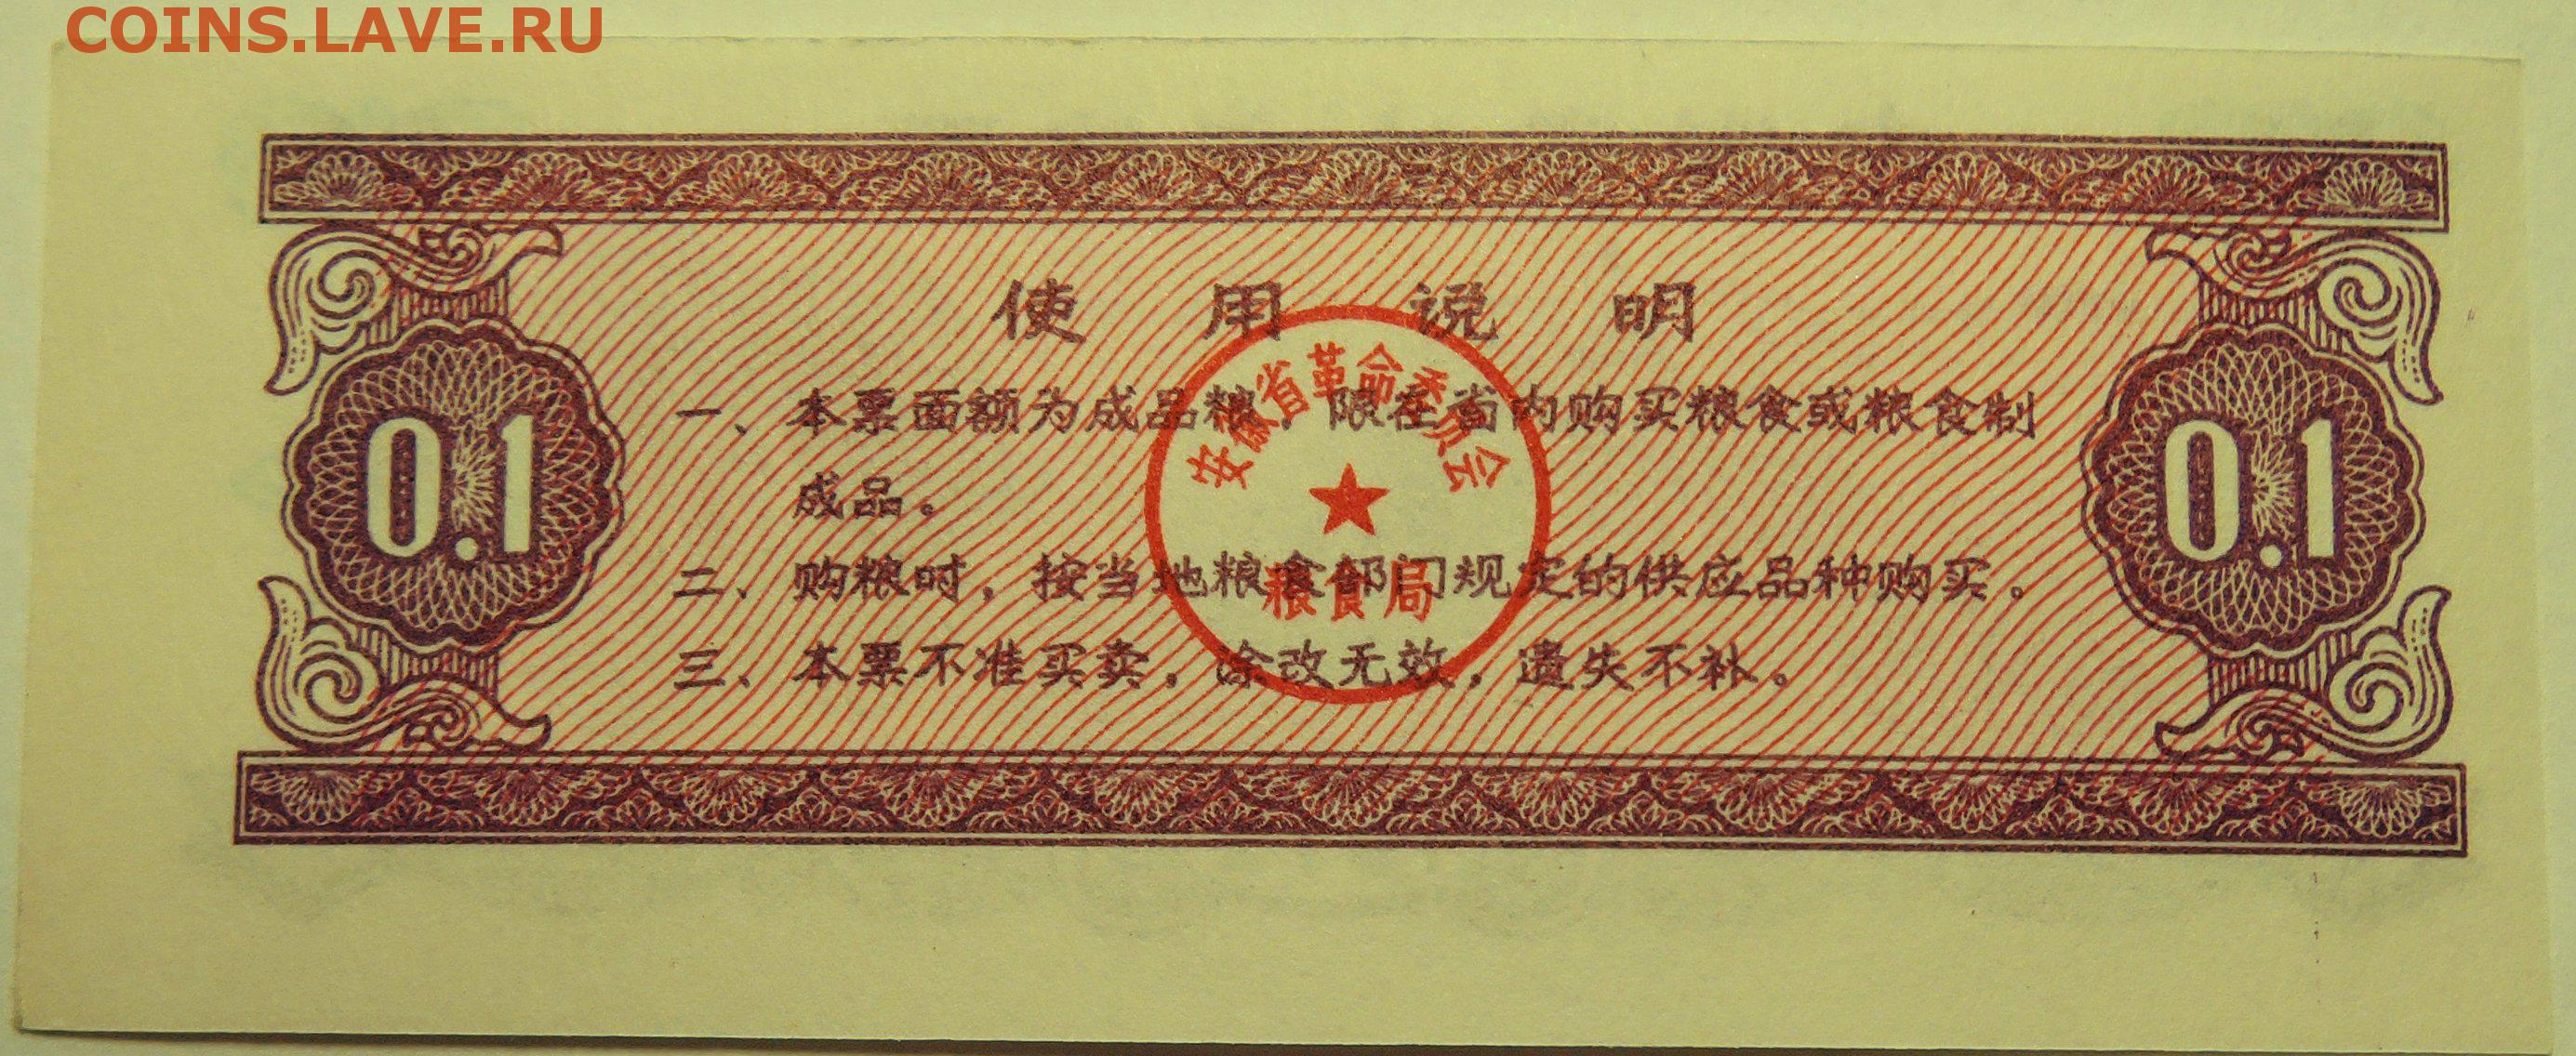 COINS.LAVE.RU
使用说明
一、本票面额为成品粮，限在省内购买粮食或粮食制
成品。
二、购粮时，按当地粮食部门规定的供应品种购买。
三、本票不准买卖，涂改无效，遗失不补。
安徽省革命委员会
粮食局
0.1
0.1